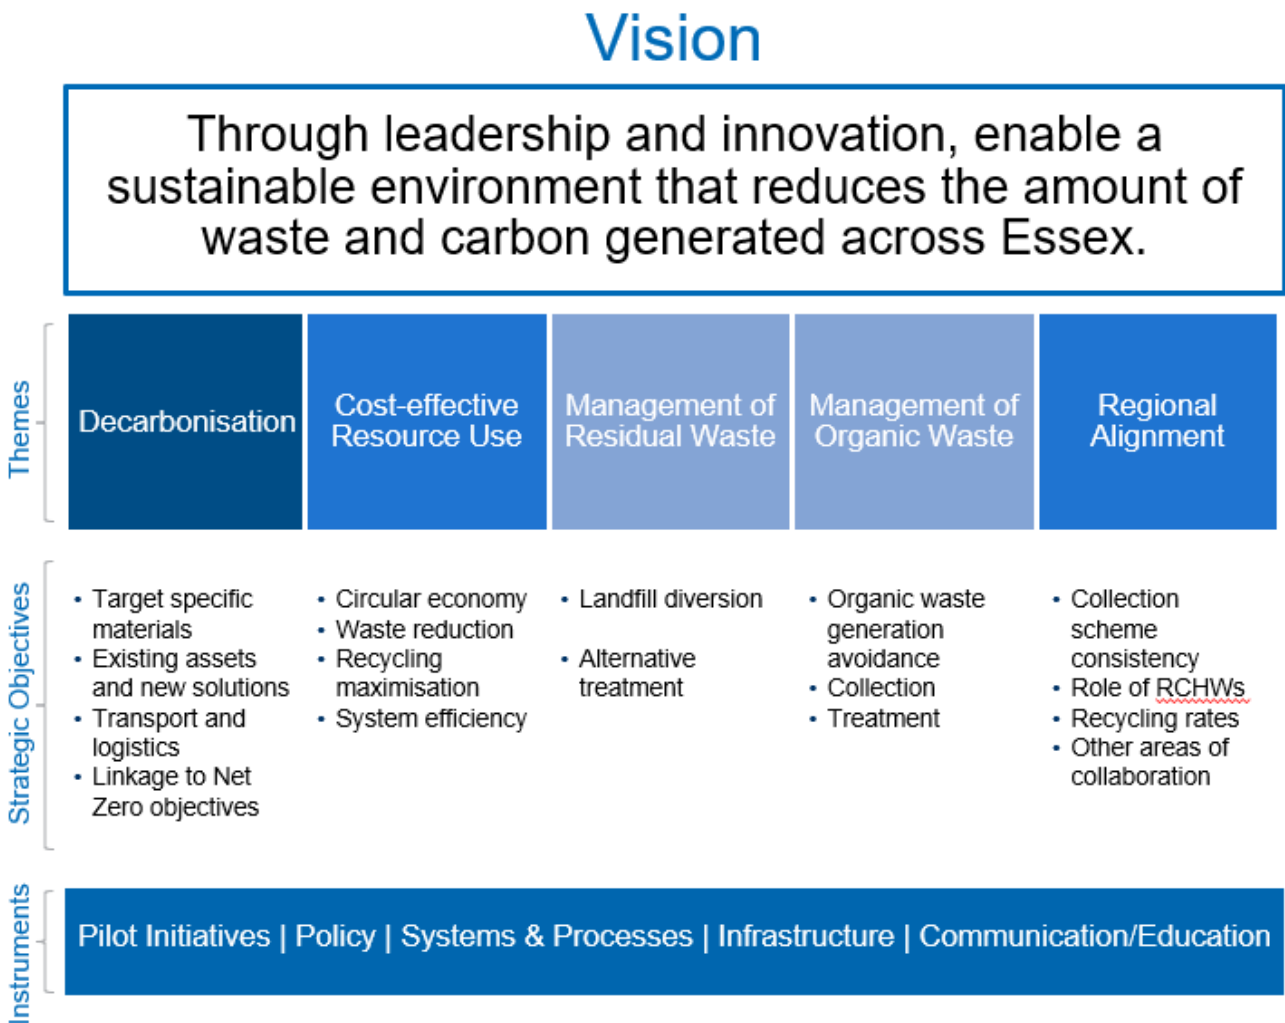 Vision
Through leadership and innovation, enable a
sustainable environment that reduces the amount of
waste and carbon generated across Essex.
Themes
Decarbonisation
Cost-effective
Resource Use
Management of
Residual Waste
Management of
Organic Waste
Regional
Alignment
Strategic Objectives
• Target specific
materials
• Existing assets
and new solutions
• Transport and
logistics
• Linkage to Net
Zero objectives
• Circular economy
• Waste reduction
• Recycling
maximisation
• System efficiency
• Landfill diversion
• Alternative
treatment
• Organic waste
generation
avoidance
• Collection
• Treatment
• Collection
scheme
consistency
• Role of RCHWs
• Recycling rates
• Other areas of
collaboration
Instruments
Pilot Initiatives | Policy | Systems & Processes | Infrastructure | Communication/Education